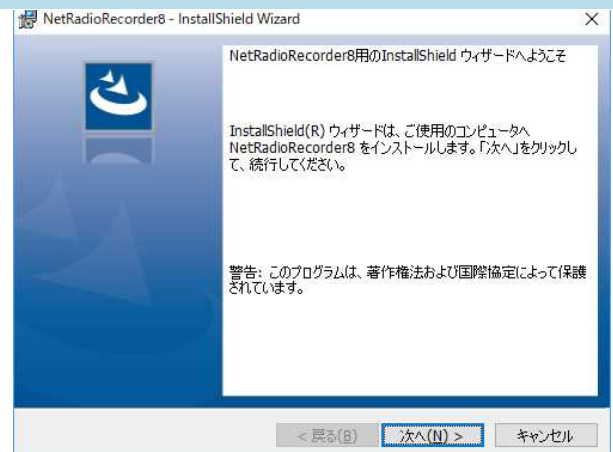 NetRadioRecorder8 - InstallShield Wizard
NetRadioRecorder8用のInstallShield ウィザードへようこそ
InstallShield(R) ウィザードは、ご使用のコンピュータへ
NetRadioRecorder8 をインストールします。「次へ」をクリックし
て、続行してください。
警告: このプログラムは、著作権法および国際協定によって保護
されています。
< 戻る(B) 次へ(N) > キャンセル